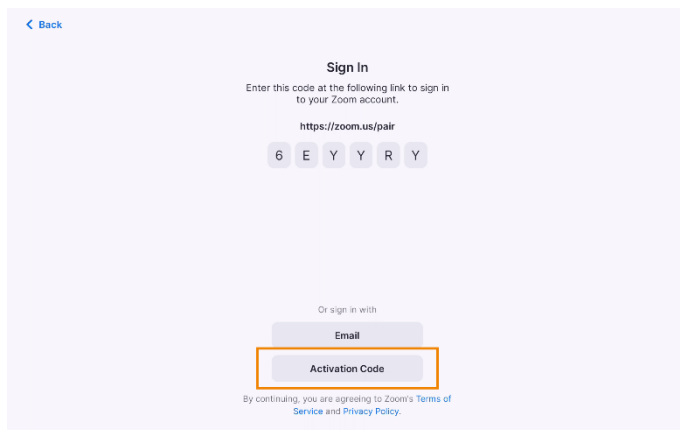 Back
Sign In
Enter this code at the following link to sign in
to your Zoom account.
https://zoom.us/pair
6 E Y Y R Y
Or sign in with
Email
Activation Code
By continuing, you are agreeing to Zoom's Terms of
Service and Privacy Policy.